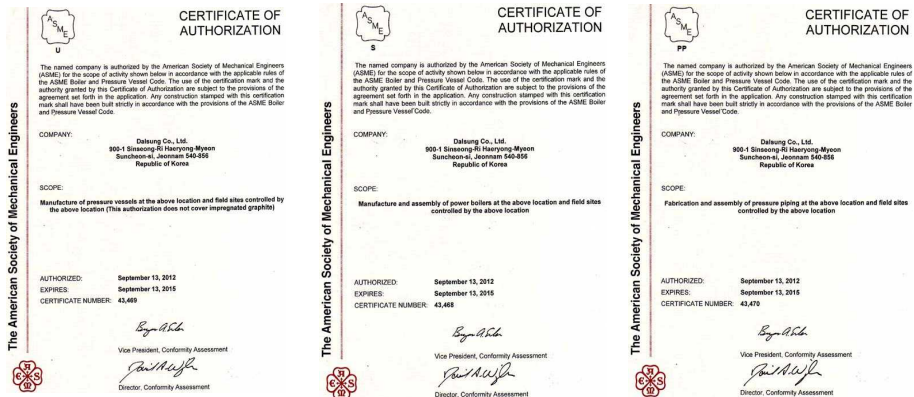 ASME
U
CERTIFICATE OF
AUTHORIZATION
The named company is authorized by the American Society of Mechanical Engineers
(ASME) for the scope of activity shown below in accordance with the applicable rules of
the ASME Boiler and Pressure Vessel Code. The use of the certification mark and the
authority granted by this Certificate of Authorization are subject to the provisions of the
agreement set forth in the application. Any construction stamped with this certification
mark shall have been built strictly in accordance with the provisions of the ASME Boiler
and Pressure Vessel Code.
COMPANY:
Dalsung Co., Ltd.
900-1 Sinseong-Ri Haeryong-Myeon
Suncheon-si, Jeonnam 540-856
Republic of Korea
SCOPE:
Manufacture of pressure vessels at the above location and field sites controlled by
the above location (This authorization does not cover impregnated graphite)
AUTHORIZED: September 13, 2012
EXPIRES: September 13, 2015
CERTIFICATE NUMBER: 43,469
Vice President, Conformity Assessment
Director, Conformity Assessment
The American Society of Mechanical Engineers
ASME
ASME
S
CERTIFICATE OF
AUTHORIZATION
The named company is authorized by the American Society of Mechanical Engineers
(ASME) for the scope of activity shown below in accordance with the applicable rules of
the ASME Boiler and Pressure Vessel Code. The use of the certification mark and the
authority granted by this Certificate of Authorization are subject to the provisions of the
agreement set forth in the application. Any construction stamped with this certification
mark shall have been built strictly in accordance with the provisions of the ASME Boiler
and Pressure Vessel Code.
COMPANY:
Dalsung Co., Ltd.
900-1 Sinseong-Ri Haeryong-Myeon
Suncheon-si, Jeonnam 540-856
Republic of Korea
SCOPE:
Manufacture and assembly of power boilers at the above location and field sites
controlled by the above location
AUTHORIZED: September 13, 2012
EXPIRES: September 13, 2015
CERTIFICATE NUMBER: 43,468
Vice President, Conformity Assessment
Director, Conformity Assessment
The American Society of Mechanical Engineers
ASME
ASME
PP
CERTIFICATE OF
AUTHORIZATION
The named company is authorized by the American Society of Mechanical Engineers
(ASME) for the scope of activity shown below in accordance with the applicable rules of
the ASME Boiler and Pressure Vessel Code. The use of the certification mark and the
authority granted by this Certificate of Authorization are subject to the provisions of the
agreement set forth in the application. Any construction stamped with this certification
mark shall have been built strictly in accordance with the provisions of the ASME Boiler
and Pressure Vessel Code.
COMPANY:
Dalsung Co., Ltd.
900-1 Sinseong-Ri Haeryong-Myeon
Suncheon-si, Jeonnam 540-856
Republic of Korea
SCOPE:
Fabrication and assembly of pressure piping at the above location and field sites
controlled by the above location
AUTHORIZED: September 13, 2012
EXPIRES: September 13, 2015
CERTIFICATE NUMBER: 43,470
Vice President, Conformity Assessment
Director, Conformity Assessment
The American Society of Mechanical Engineers
ASME